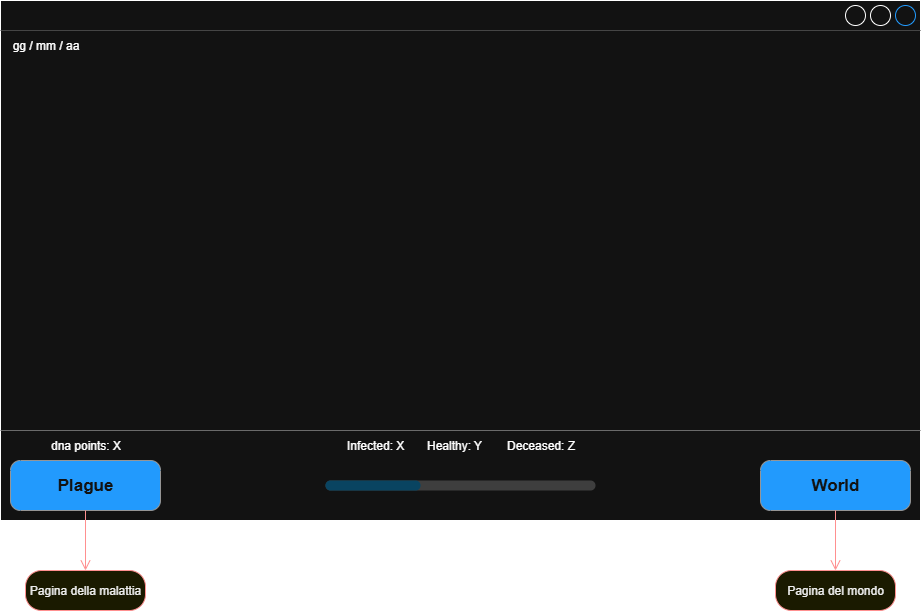 gg / mm / aa
dna points: X
Infected: X
Healthy: Y
Deceased: Z
Plague
World
Pagina della malattia
Pagina del mondo